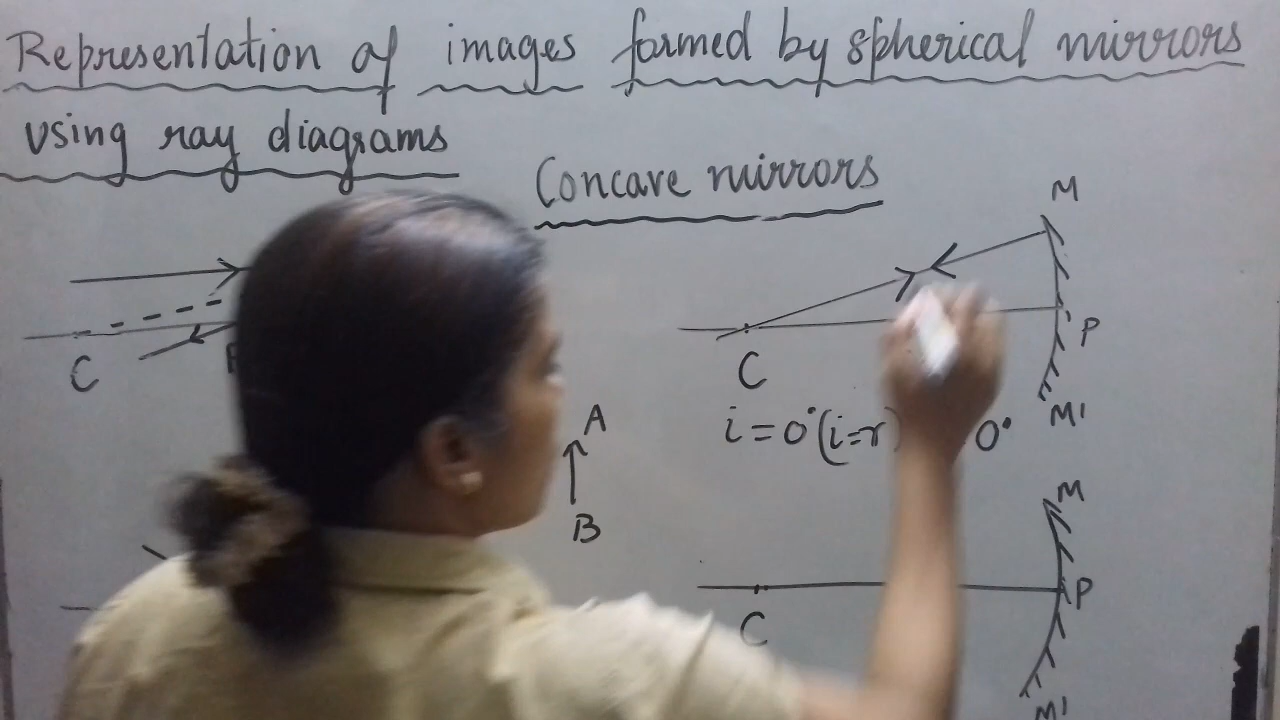 Representation of images formed by spherical mirrors
using ray diagrams
Concave mirrors
M
P
C
M'
C
A
B
i = 0° (i=r) 0°
M
P
C
M'